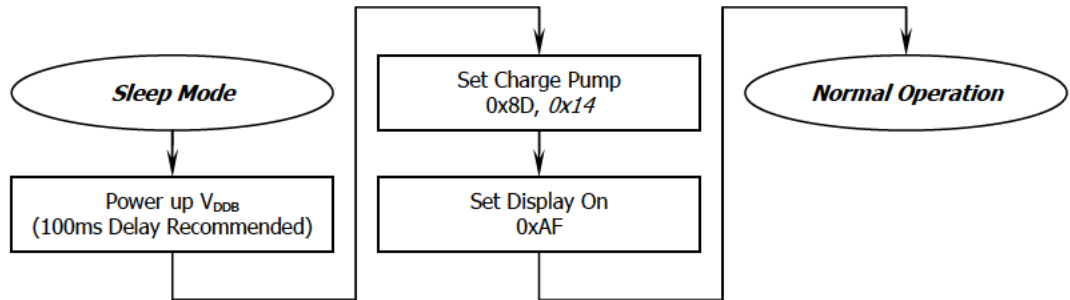 Sleep Mode
Power up VDDB
(100ms Delay Recommended)
Set Charge Pump
0x8D, 0x14
Set Display On
0xAF
Normal Operation